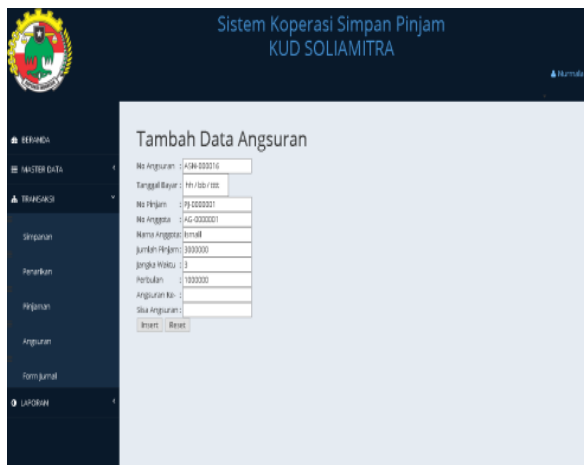 Sistem Koperasi Simpan Pinjam
KUD SOLIAMITRA
Nurmala
BERANDA
MASTER DATA
TRANSAKSI
Simpanan
Penarikan
Pinjaman
Angsuran
Form Jurnal
LAPORAN
Tambah Data Angsuran
No Angsuran : ASN-000016
Tanggal Bayar : hh/bb/tttt
No Pinjam : PJ-0000001
No Anggota : AG-0000001
Nama Anggota: Ismail
Jumlah Pinjam: 3000000
Jangka Waktu : 3
Perbulan : 1000000
Angsuran Ke- :
Sisa Angsuran :
Insert Reset